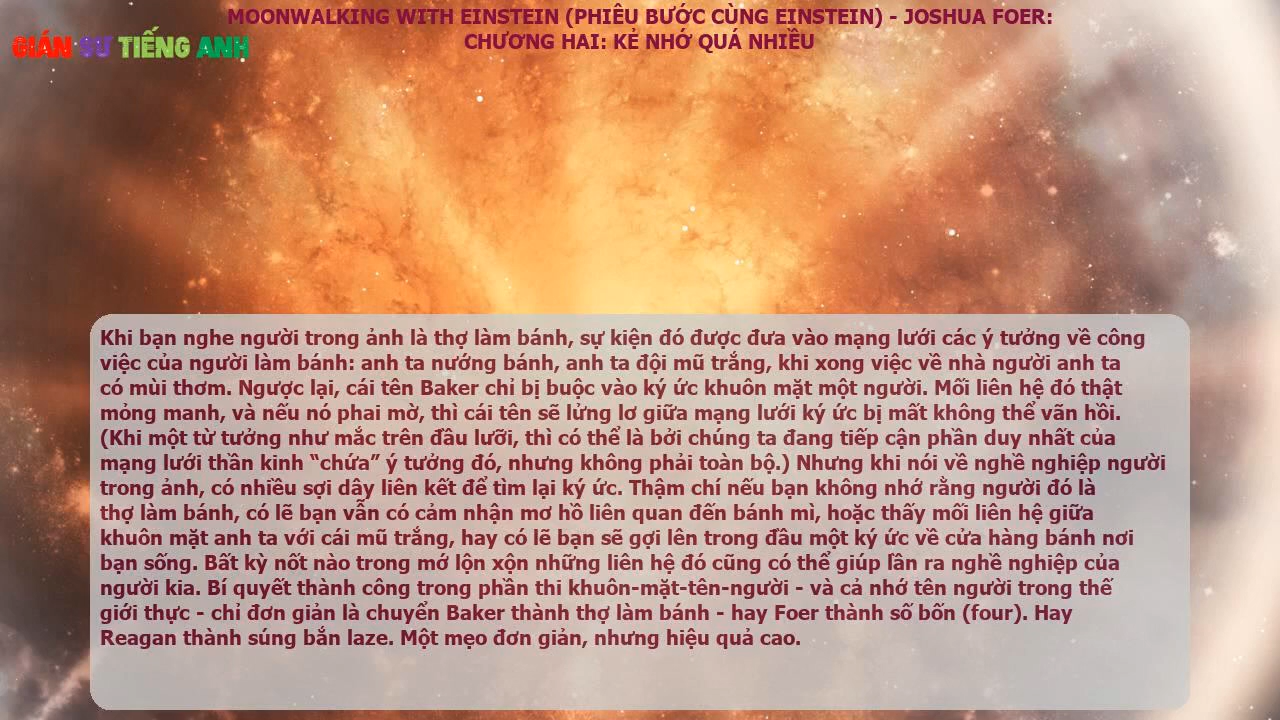 MOONWALKING WITH EINSTEIN (PHIÊU BƯỚC CÙNG EINSTEIN) - JOSHUA FOER:
CHƯƠNG HAI: KẺ NHỚ QUÁ NHIỀU
GIÁN SƯ TIẾNG ANH
Khi bạn nghe người trong ảnh là thợ làm bánh, sự kiện đó được đưa vào mạng lưới các ý tưởng về công
việc của người làm bánh: anh ta nướng bánh, anh ta đội mũ trắng, khi xong việc về nhà người anh ta
có mùi thơm. Ngược lại, cái tên Baker chỉ bị buộc vào ký ức khuôn mặt một người. Mối liên hệ đó thật
mỏng manh, và nếu nó phai mờ, thì cái tên sẽ lửng lơ giữa mạng lưới ký ức bị mất không thể vãn hồi.
(Khi một từ tưởng như mắc trên đầu lưỡi, thì có thể là bởi chúng ta đang tiếp cận phần duy nhất của
mạng lưới thần kinh “chứa” ý tưởng đó, nhưng không phải toàn bộ.) Nhưng khi nói về nghề nghiệp người
trong ảnh, có nhiều sợi dây liên kết để tìm lại ký ức. Thậm chí nếu bạn không nhớ rằng người đó là
thợ làm bánh, có lẽ bạn vẫn có cảm nhận mơ hồ liên quan đến bánh mì, hoặc thấy mối liên hệ giữa
khuôn mặt anh ta với cái mũ trắng, hay có lẽ bạn sẽ gợi lên trong đầu một ký ức về cửa hàng bánh nơi
bạn sống. Bất kỳ nốt nào trong mớ lộn xộn những liên hệ đó cũng có thể giúp lần ra nghề nghiệp của
người kia. Bí quyết thành công trong phần thi khuôn-mặt-tên-người - và cả nhớ tên người trong thế
giới thực - chỉ đơn giản là chuyển Baker thành thợ làm bánh - hay Foer thành số bốn (four). Hay
Reagan thành súng bắn laze. Một mẹo đơn giản, nhưng hiệu quả cao.